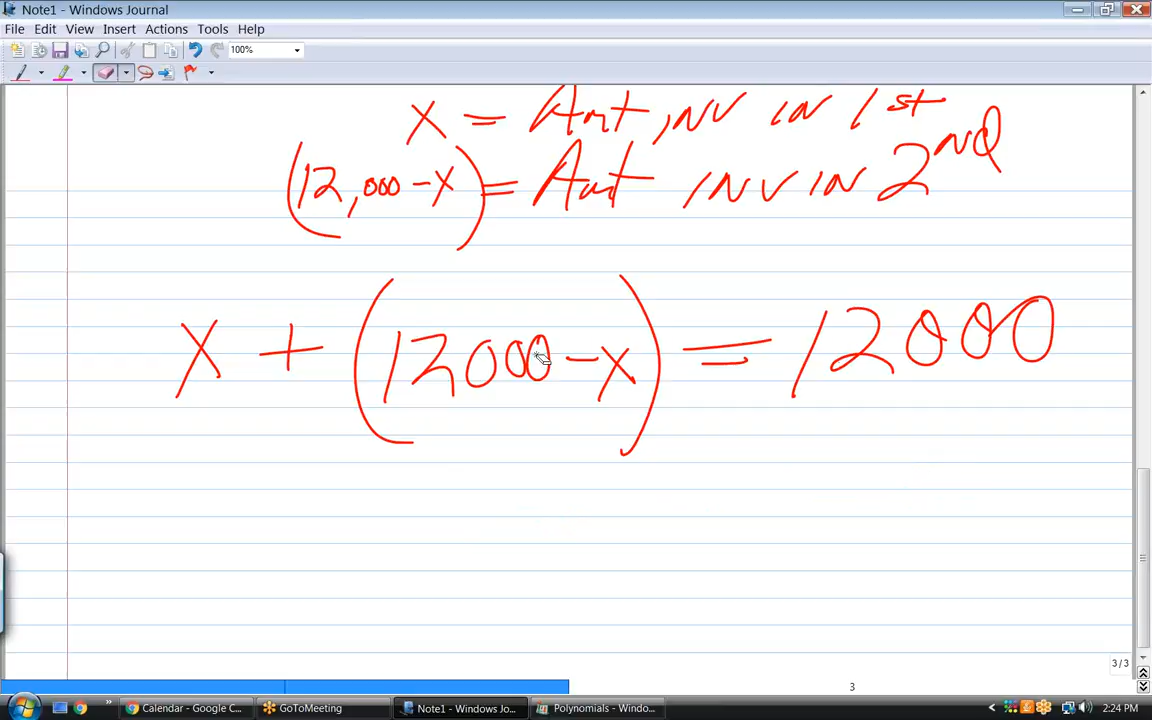 Note1 - Windows Journal
File Edit View Insert Actions Tools Help
100%
x = Amt INV in 1st
(12,000 - x) = Amt INV in 2ND
x + (12000 - x) = 12000
3/3
3
Calendar - Google C...
GoToMeeting
Note1 - Windows Jo...
Polynomials - Windo...
2:24 PM